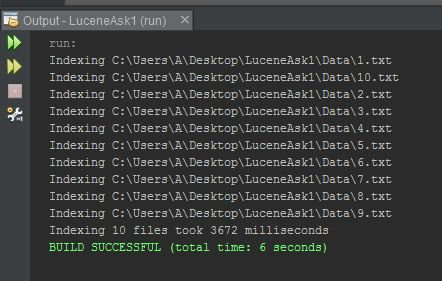 Output - LuceneAsk1 (run)
run:
Indexing C:\Users\A\Desktop\LuceneAsk1\Data\1.txt
Indexing C:\Users\A\Desktop\LuceneAsk1\Data\10.txt
Indexing C:\Users\A\Desktop\LuceneAsk1\Data\2.txt
Indexing C:\Users\A\Desktop\LuceneAsk1\Data\3.txt
Indexing C:\Users\A\Desktop\LuceneAsk1\Data\4.txt
Indexing C:\Users\A\Desktop\LuceneAsk1\Data\5.txt
Indexing C:\Users\A\Desktop\LuceneAsk1\Data\6.txt
Indexing C:\Users\A\Desktop\LuceneAsk1\Data\7.txt
Indexing C:\Users\A\Desktop\LuceneAsk1\Data\8.txt
Indexing C:\Users\A\Desktop\LuceneAsk1\Data\9.txt
Indexing 10 files took 3672 milliseconds
BUILD SUCCESSFUL (total time: 6 seconds)